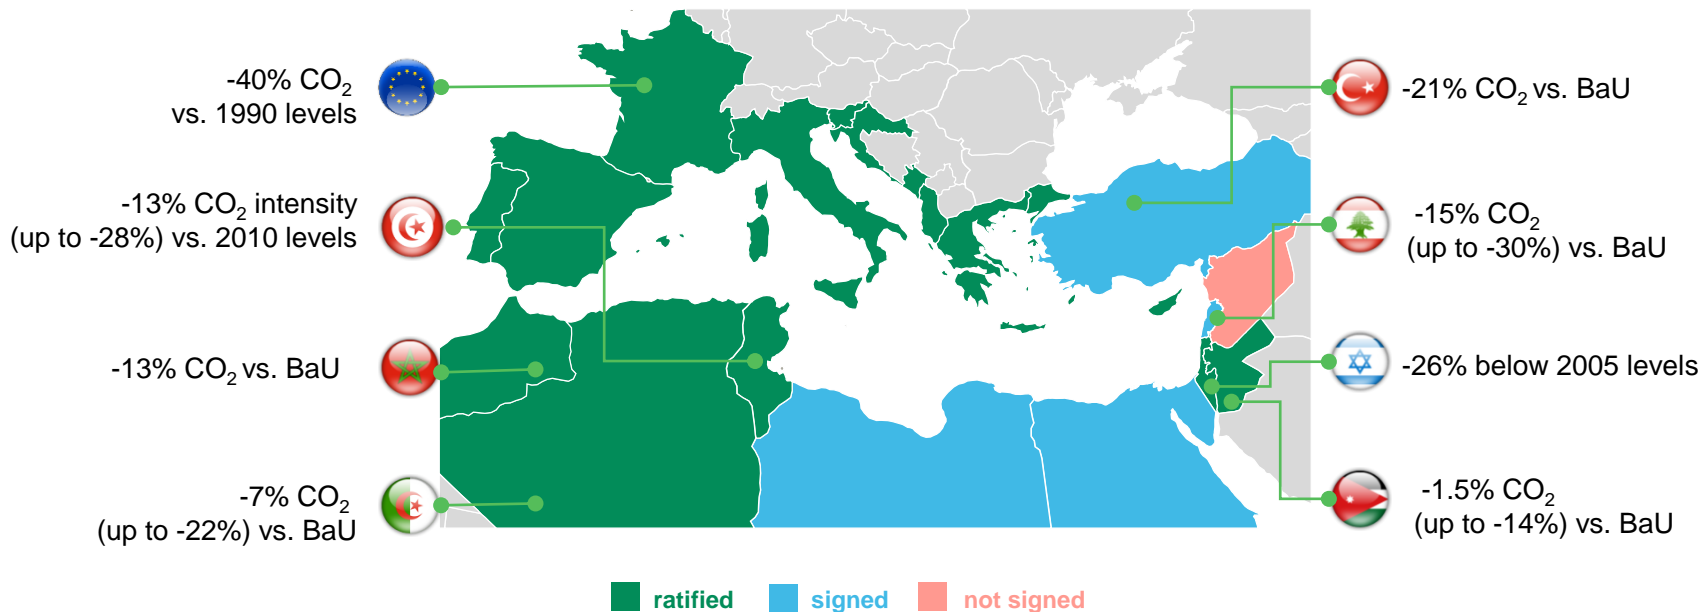 -40% CO₂
vs. 1990 levels
-13% CO₂ intensity
(up to -28%) vs. 2010 levels
-13% CO₂ vs. BaU
-7% CO₂
(up to -22%) vs. BaU
-21% CO₂ vs. BaU
-15% CO₂
(up to -30%) vs. BaU
-26% below 2005 levels
-1.5% CO₂
(up to -14%) vs. BaU
ratified
signed
not signed